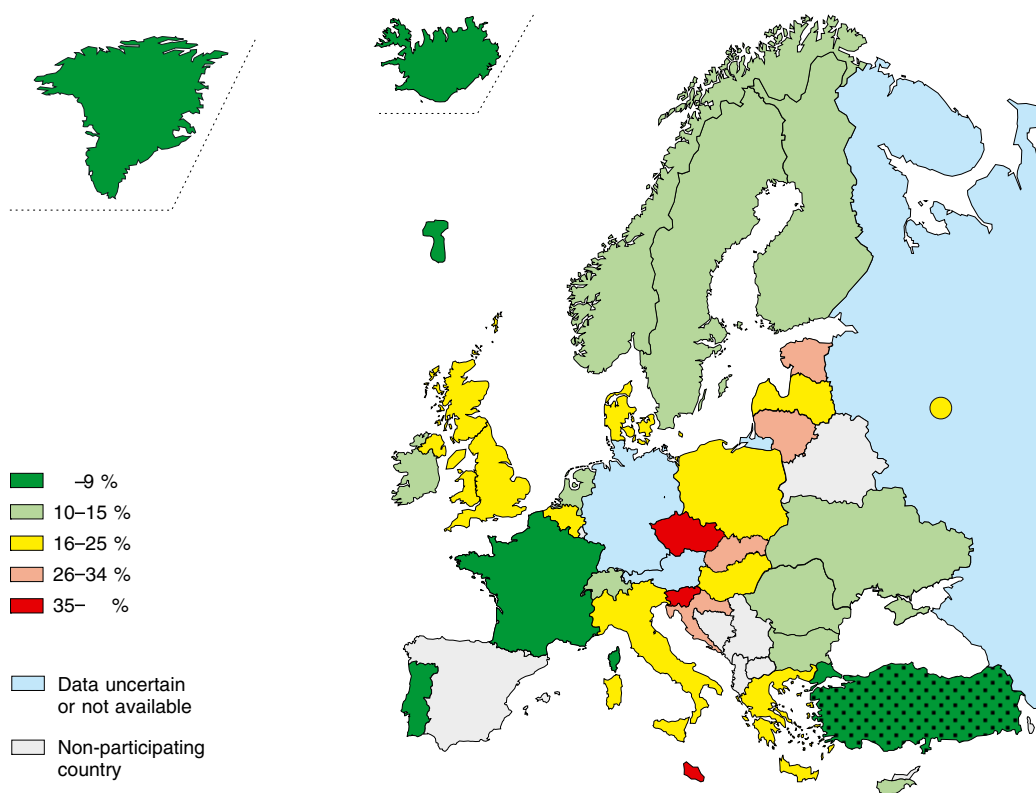 –9 %
10–15 %
16–25 %
26–34 %
35– %
Data uncertain
or not available
Non-participating
country